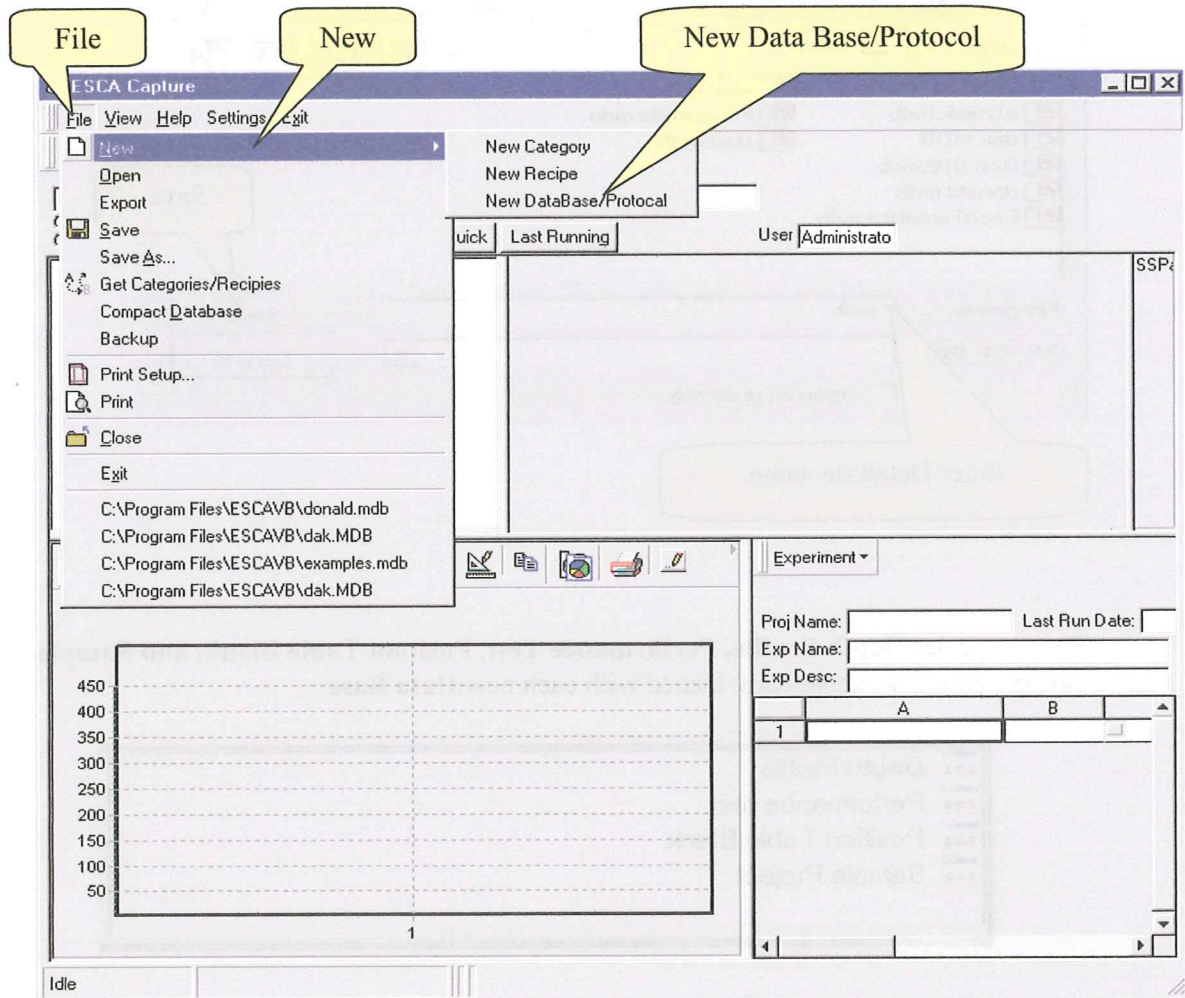 File
New
New Data Base/Protocol
ESCA Capture
File View Help Settings Exit
New
New Category
New Recipe
New DataBase/Protocal
Open
Export
Save
Save As...
Get Categories/Recipies
Compact Database
Backup
Print Setup...
Print
Close
Exit
C:\Program Files\ESCAVB\donald.mdb
C:\Program Files\ESCAVB\dak.MDB
C:\Program Files\ESCAVB\examples.mdb
C:\Program Files\ESCAVB\dak.MDB
uick Last Running User Administrato
SSPa
Experiment
Proj Name: Last Run Date:
Exp Name:
Exp Desc:
A B
1
450
400
350
300
250
200
150
100
50
1
Idle